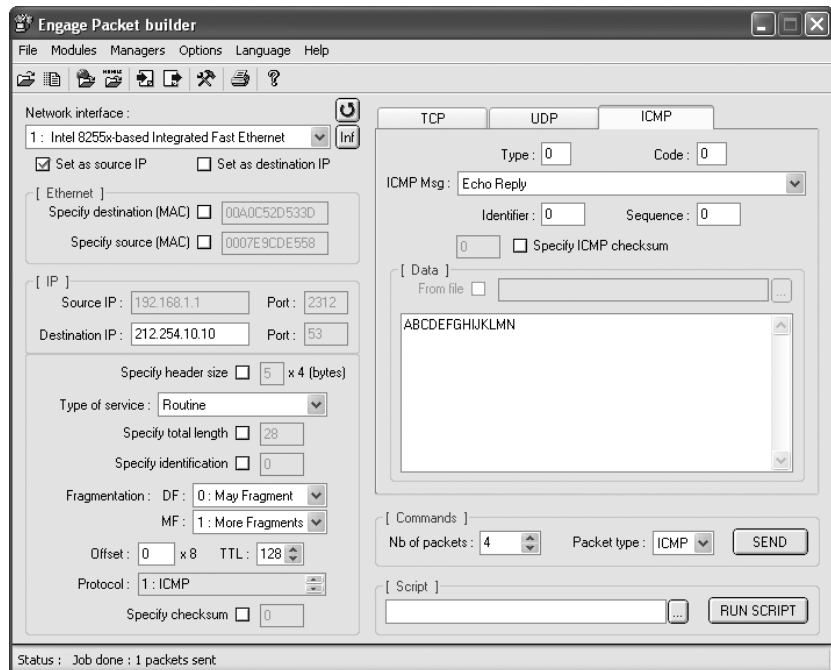 Engage Packet builder
File Modules Managers Options Language Help
Network interface :
1 : Intel 8255x-based Integrated Fast Ethernet
Inf
Set as source IP
Set as destination IP
[ Ethernet ]
Specify destination (MAC) 00A0C52D533D
Specify source (MAC) 0007E9CDE558
[ IP ]
Source IP : 192.168.1.1 Port : 2312
Destination IP : 212.254.10.10 Port : 53
Specify header size 5 x 4 (bytes)
Type of service : Routine
Specify total length 28
Specify identification 0
Fragmentation : DF : 0 : May Fragment
MF : 1 : More Fragments
Offset : 0 x 8 TTL : 128
Protocol : 1 : ICMP
Specify checksum 0
TCP UDP ICMP
Type : 0 Code : 0
ICMP Msg : Echo Reply
Identifier : 0 Sequence : 0
0 Specify ICMP checksum
[ Data ]
From file ...
ABCDEFGHIJKLMN
[ Commands ]
Nb of packets : 4 Packet type : ICMP SEND
[ Script ]
... RUN SCRIPT
Status : Job done : 1 packets sent